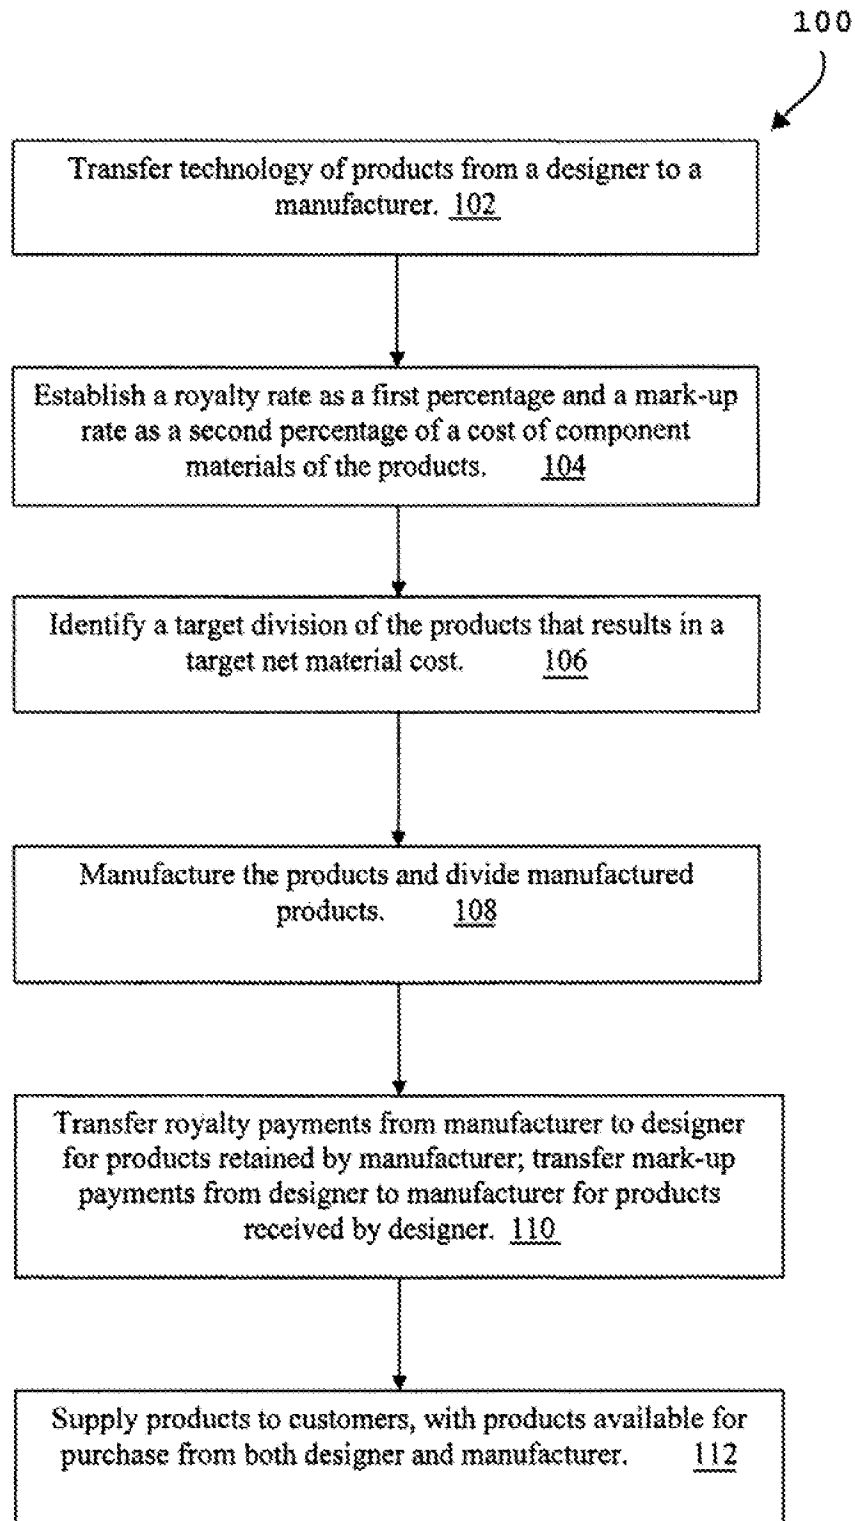 100
Transfer technology of products from a designer to a
manufacturer. 102
Establish a royalty rate as a first percentage and a mark-up
rate as a second percentage of a cost of component
materials of the products. 104
Identify a target division of the products that results in a
target net material cost. 106
Manufacture the products and divide manufactured
products. 108
Transfer royalty payments from manufacturer to designer
for products retained by manufacturer; transfer mark-up
payments from designer to manufacturer for products
received by designer. 110
Supply products to customers, with products available for
purchase from both designer and manufacturer. 112